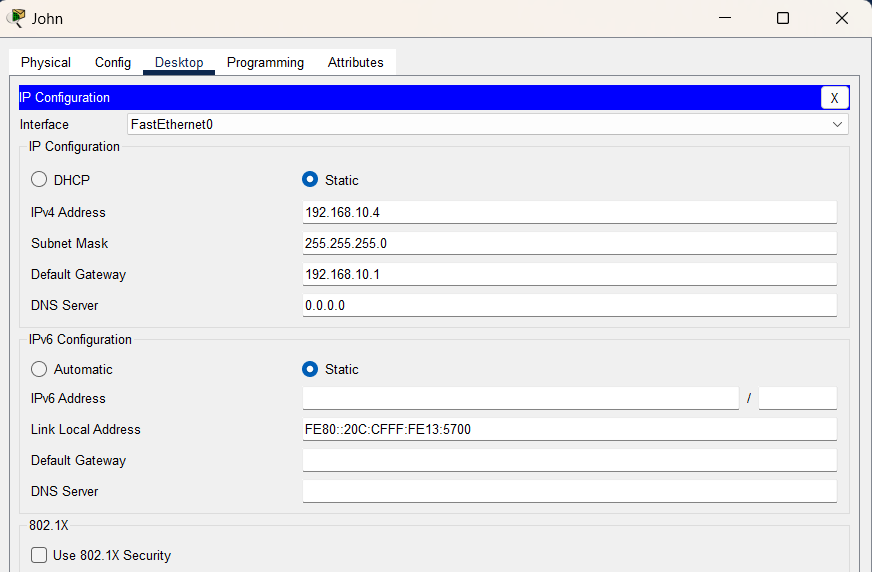 John
Physical Config Desktop Programming Attributes
IP Configuration X
Interface FastEthernet0
IP Configuration
DHCP Static
IPv4 Address 192.168.10.4
Subnet Mask 255.255.255.0
Default Gateway 192.168.10.1
DNS Server 0.0.0.0
IPv6 Configuration
Automatic Static
IPv6 Address /
Link Local Address FE80::20C:CFFF:FE13:5700
Default Gateway
DNS Server
802.1X
Use 802.1X Security